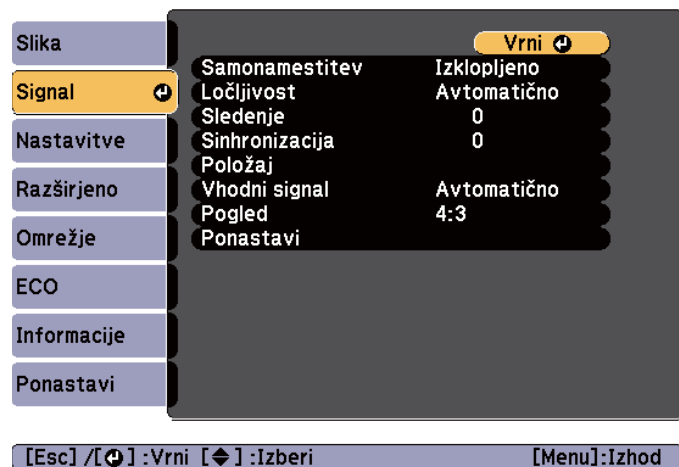 Slika
Signal
Nastavitve
Razširjeno
Omrežje
ECO
Informacije
Ponastavi
Vrni
Samonamestitev Izklopljeno
Ločljivost Avtomatično
Sledenje 0
Sinhronizacija 0
Položaj
Vhodni signal Avtomatično
Pogled 4:3
Ponastavi
[Esc] /[ ] :Vrni [ ] :Izberi [Menu]:Izhod